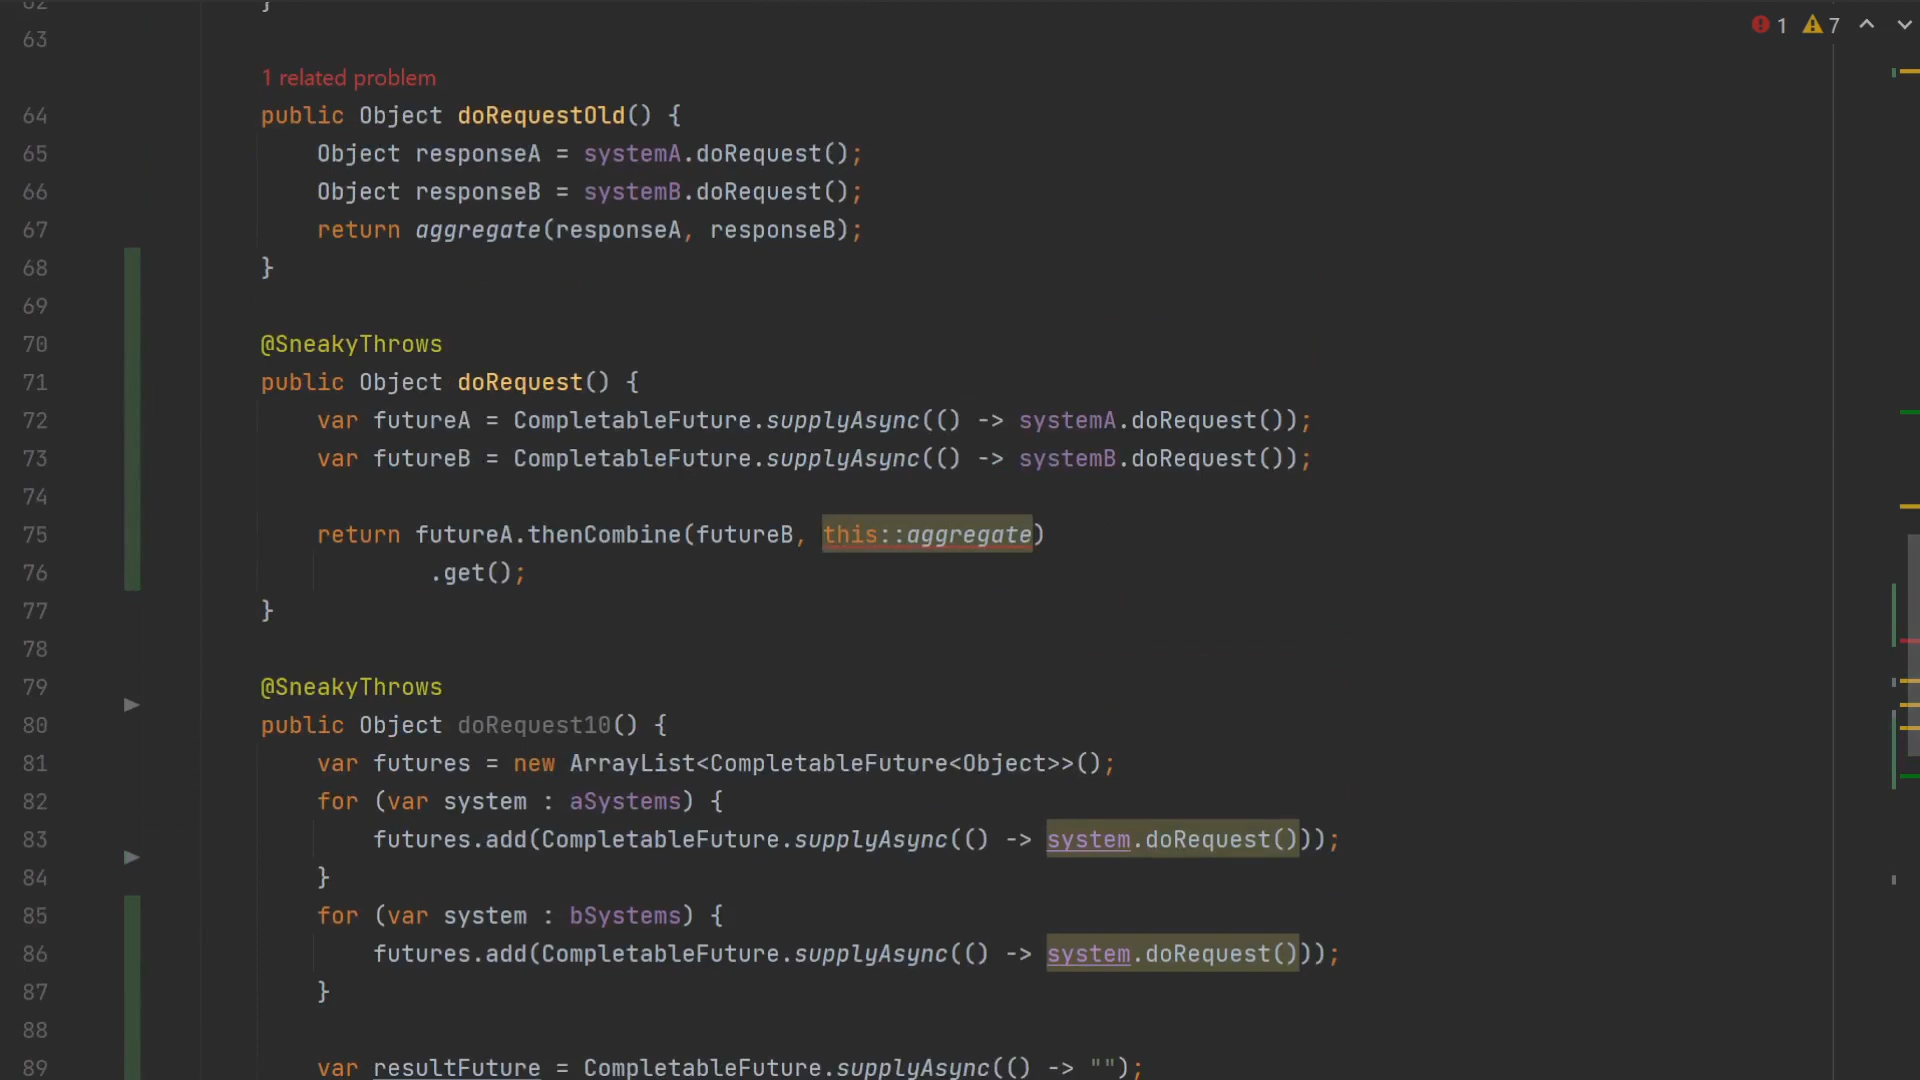 62 }
63
1 7
1 related problem
64 public Object doRequestOld() {
65 Object responseA = systemA.doRequest();
66 Object responseB = systemB.doRequest();
67 return aggregate(responseA, responseB);
68 }
69
70 @SneakyThrows
71 public Object doRequest() {
72 var futureA = CompletableFuture.supplyAsync(() -> systemA.doRequest());
73 var futureB = CompletableFuture.supplyAsync(() -> systemB.doRequest());
74
75 return futureA.thenCombine(futureB, this::aggregate)
76 .get();
77 }
78
79 @SneakyThrows
80 public Object doRequest10() {
81 var futures = new ArrayList<CompletableFuture<Object>>();
82 for (var system : aSystems) {
83 futures.add(CompletableFuture.supplyAsync(() -> system.doRequest()));
84 }
85 for (var system : bSystems) {
86 futures.add(CompletableFuture.supplyAsync(() -> system.doRequest()));
87 }
88
89 var resultFuture = CompletableFuture.supplyAsync(() -> "");